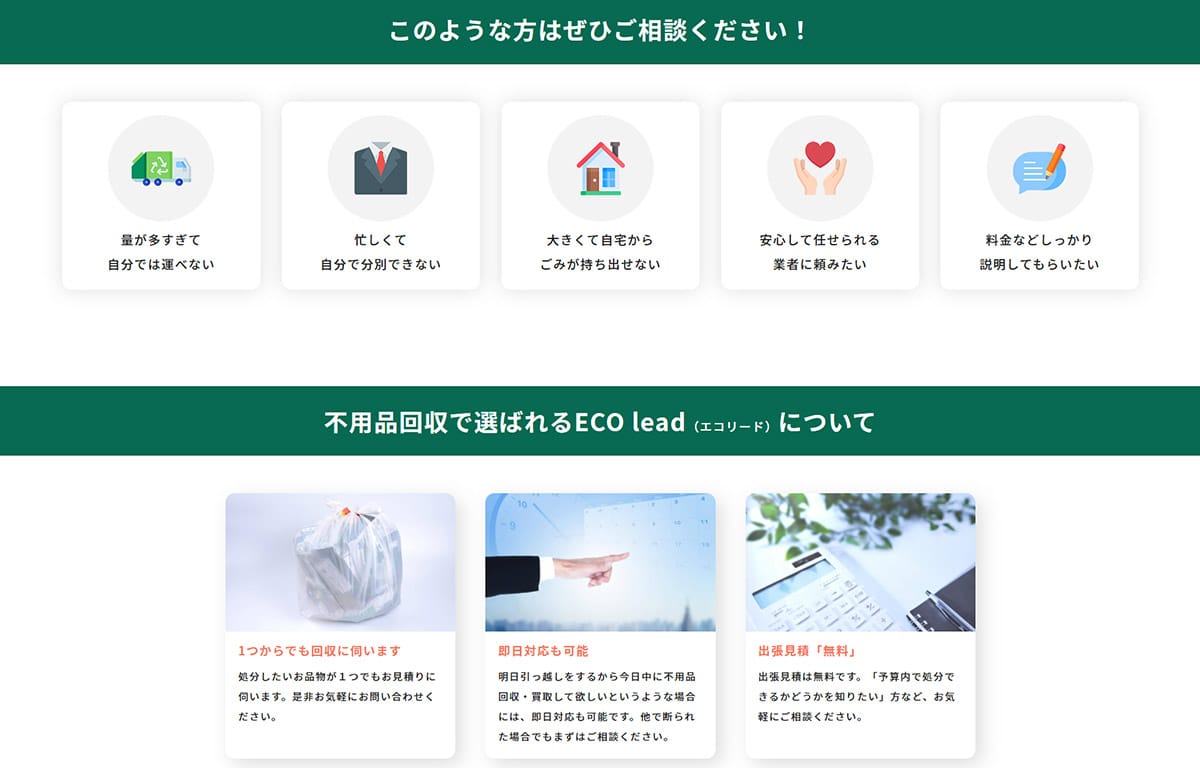 このような方はぜひご相談ください！
量が多すぎて
自分では運べない
忙しくて
自分で分別できない
大きくて自宅から
ごみが持ち出せない
安心して任せられる
業者に頼みたい
料金などしっかり
説明してもらいたい
不用品回収で選ばれるECO lead（エコリード）について
1つからでも回収に伺います
処分したいお品物が１つでもお見積りに
伺います。是非お気軽にお問い合わせく
ださい。
即日対応も可能
明日引っ越しをするから今日中に不用品
回収・買取して欲しいというような場合
には、即日対応も可能です。他で断られ
た場合でもまずはご相談ください。
出張見積「無料」
出張見積は無料です。「予算内で処分で
きるかどうかを知りたい」方など、お気
軽にご相談ください。